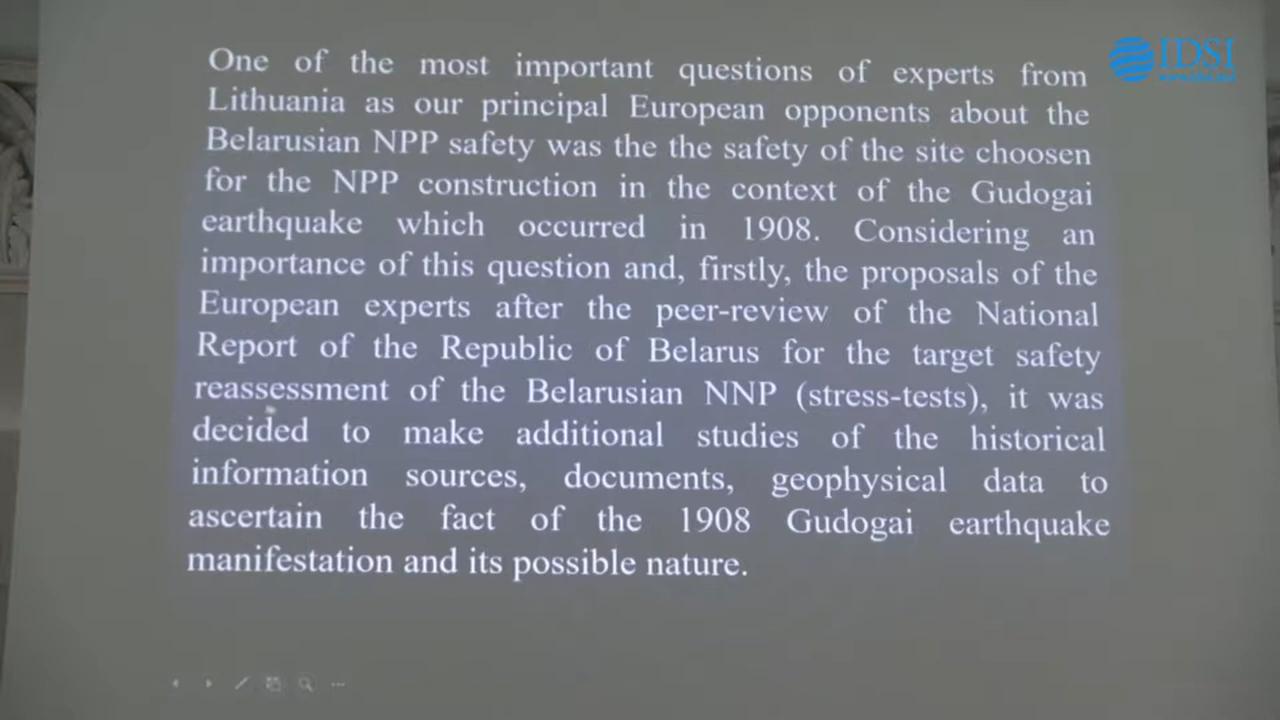 One of the most important questions of experts from
Lithuania as our principal European opponents about the
Belarusian NPP safety was the the safety of the site choosen
for the NPP construction in the context of the Gudogai
earthquake which occurred in 1908. Considering an
importance of this question and, firstly, the proposals of the
European experts after the peer-review of the National
Report of the Republic of Belarus for the target safety
reassessment of the Belarusian NNP (stress-tests), it was
decided to make additional studies of the historical
information sources, documents, geophysical data to
ascertain the fact of the 1908 Gudogai earthquake
manifestation and its possible nature.
IDSI